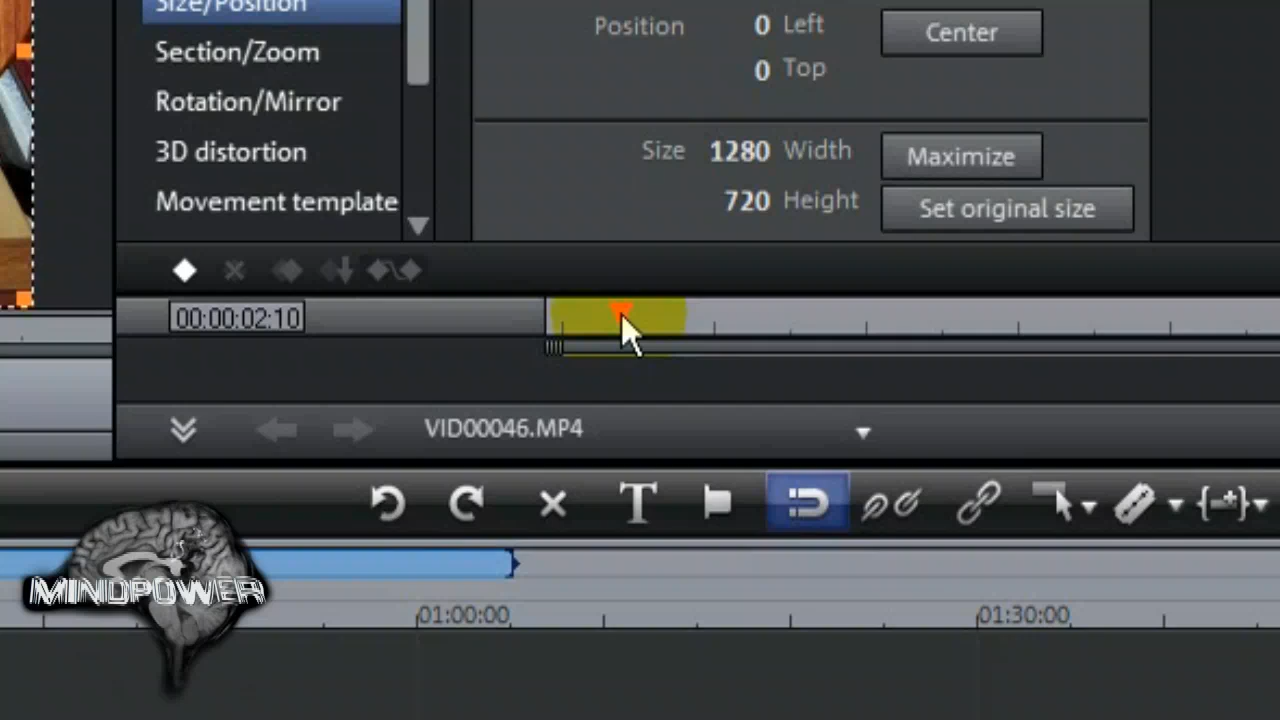 Size/Position
Section/Zoom
Rotation/Mirror
3D distortion
Movement template
Position 0 Left
Center
0 Top
Size 1280 Width
Maximize
720 Height
Set original size
00:00:02:10
VID00046.MP4
T
MINDPOWER
01:00:00
01:30:00